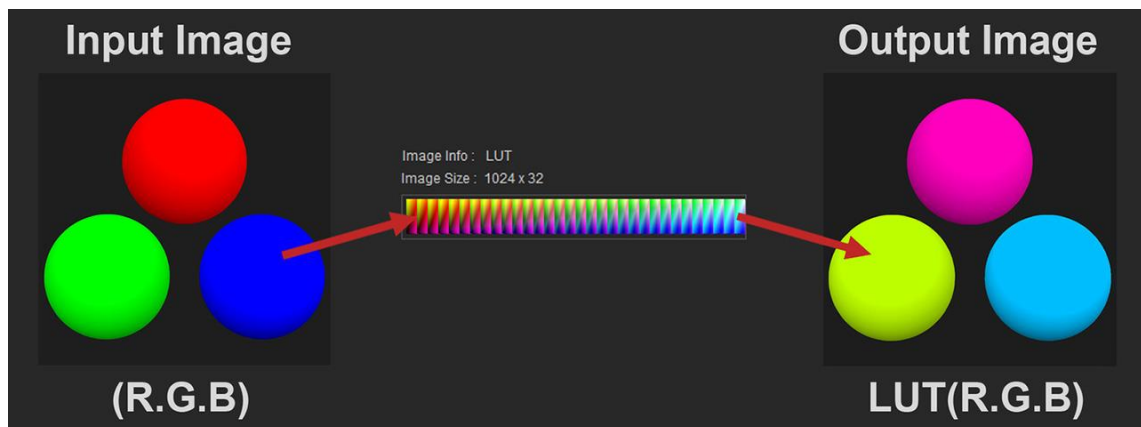 Input Image
Output Image
Image Info : LUT
Image Size : 1024 x 32
(R.G.B)
LUT(R.G.B)